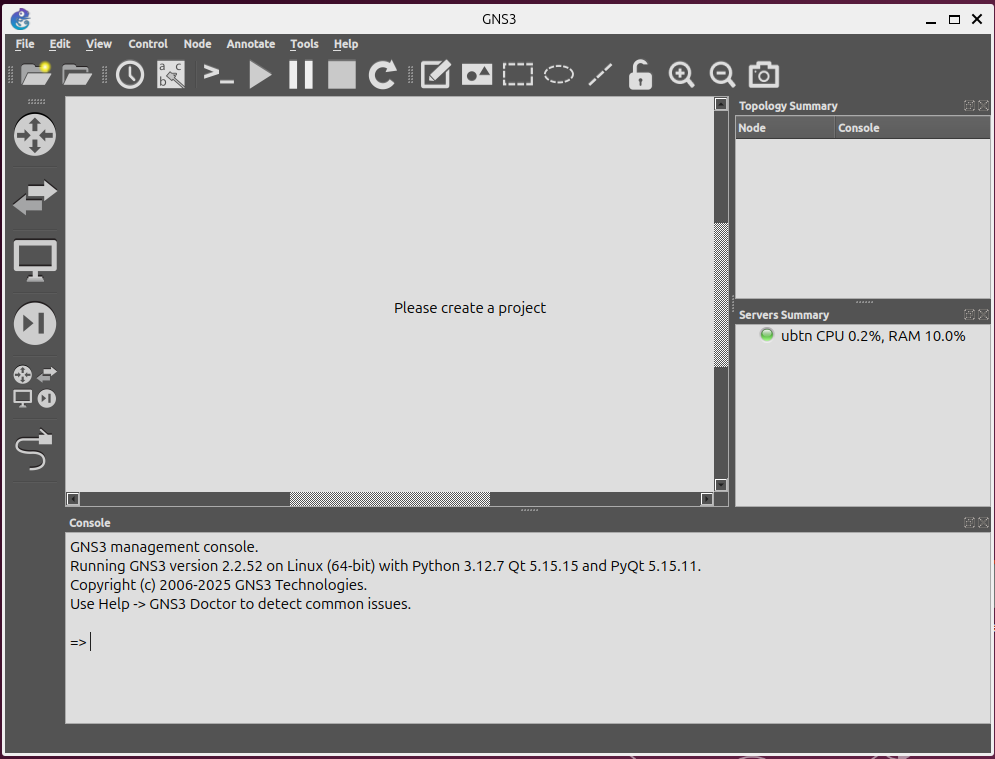 GNS3
File Edit View Control Node Annotate Tools Help
a b c
Please create a project
Topology Summary
Node Console
Servers Summary
ubtn CPU 0.2%, RAM 10.0%
Console
GNS3 management console.
Running GNS3 version 2.2.52 on Linux (64-bit) with Python 3.12.7 Qt 5.15.15 and PyQt 5.15.11.
Copyright (c) 2006-2025 GNS3 Technologies.
Use Help -> GNS3 Doctor to detect common issues.
=>